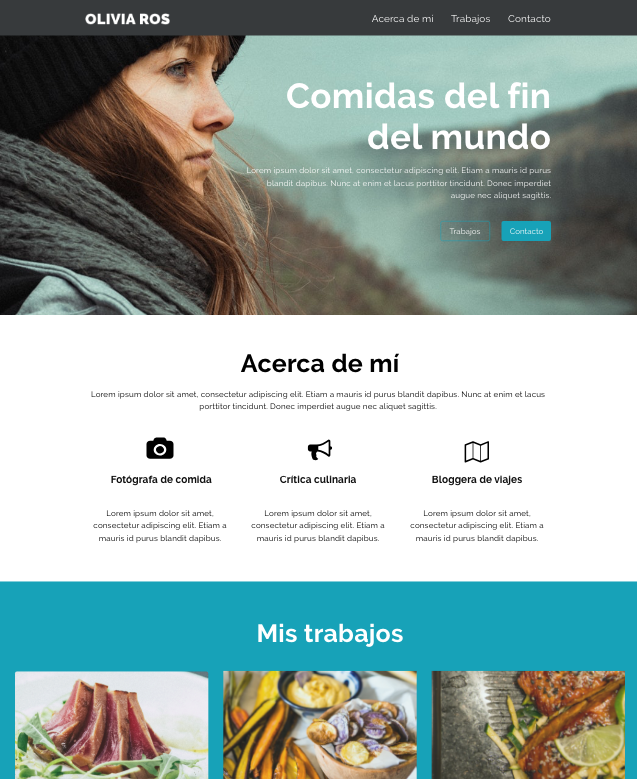 OLIVIA ROS
Acerca de mi
Trabajos
Contacto
Comidas del fin
del mundo
Lorem ipsum dolor sit amet, consectetur adipiscing elit. Etiam a mauris id purus
blandit dapibus. Nunc at enim et lacus porttitor tincidunt. Donec imperdiet
augue nec aliquet sagittis.
Trabajos
Contacto
Acerca de mí
Lorem ipsum dolor sit amet, consectetur adipiscing elit. Etiam a mauris id purus blandit dapibus. Nunc at enim et lacus
porttitor tincidunt. Donec imperdiet augue nec aliquet sagittis.
Fotógrafa de comida
Lorem ipsum dolor sit amet,
consectetur adipiscing elit. Etiam a
mauris id purus blandit dapibus.
Crítica culinaria
Lorem ipsum dolor sit amet,
consectetur adipiscing elit. Etiam a
mauris id purus blandit dapibus.
Bloggera de viajes
Lorem ipsum dolor sit amet,
consectetur adipiscing elit. Etiam a
mauris id purus blandit dapibus.
Mis trabajos